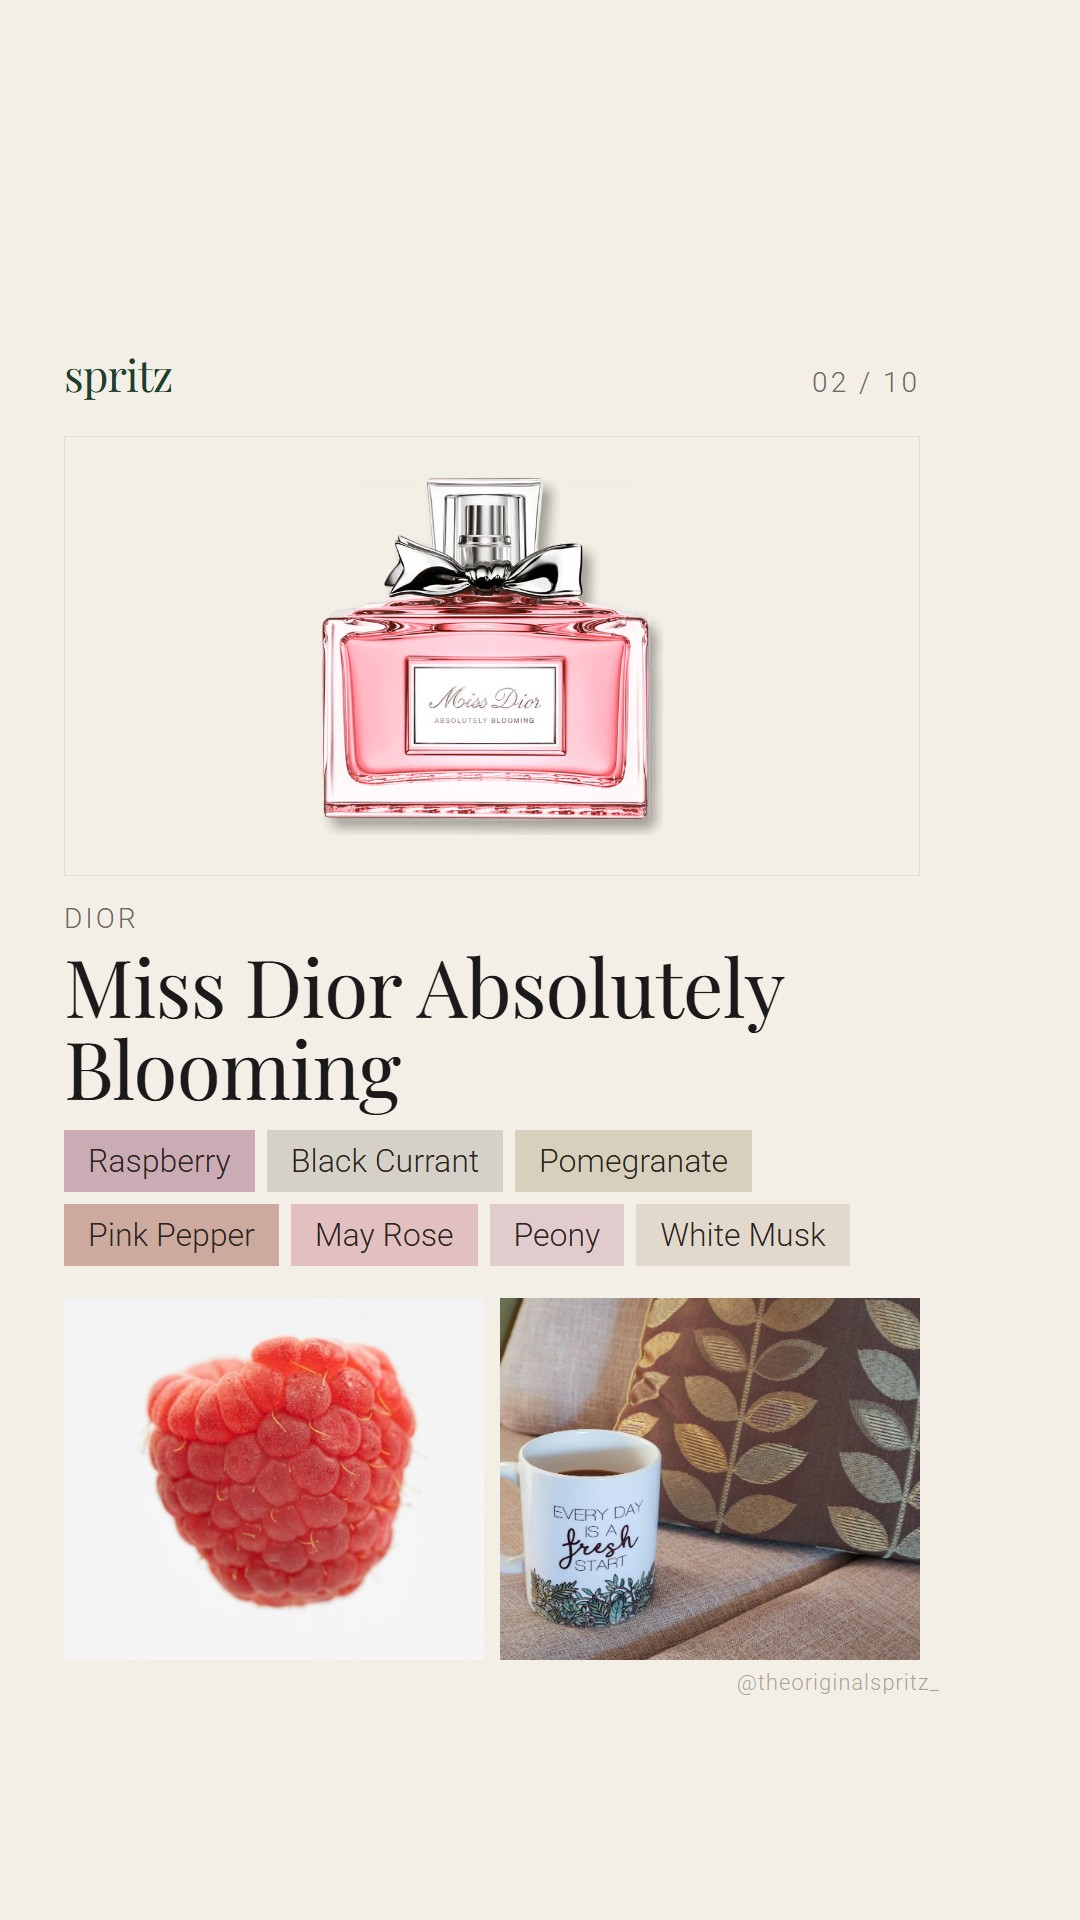 spritz
02 / 10
Miss Dior
ABSOLUTELY BLOOMING
DIOR
Miss Dior Absolutely
Blooming
Raspberry
Black Currant
Pomegranate
Pink Pepper
May Rose
Peony
White Musk
EVERY DAY
IS A
fresh
START
@theoriginalspritz_